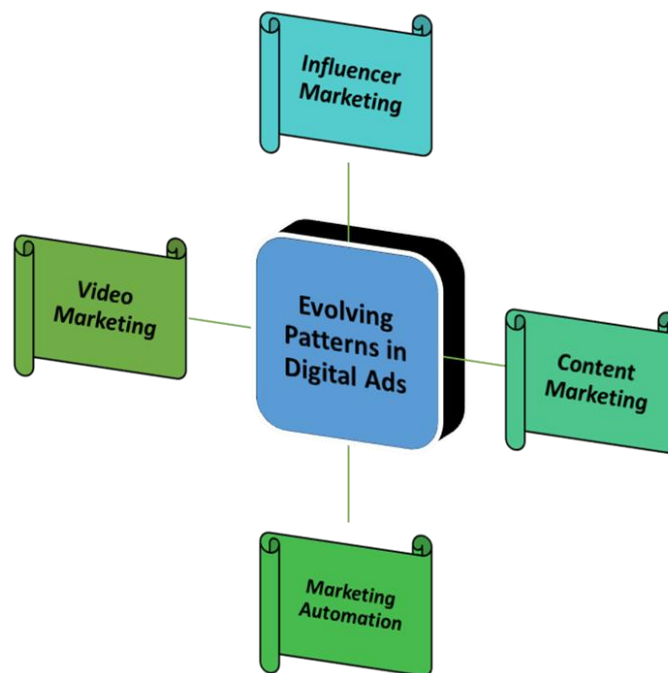 Influencer
Marketing
Video
Marketing
Evolving
Patterns in
Digital Ads
Content
Marketing
Marketing
Automation